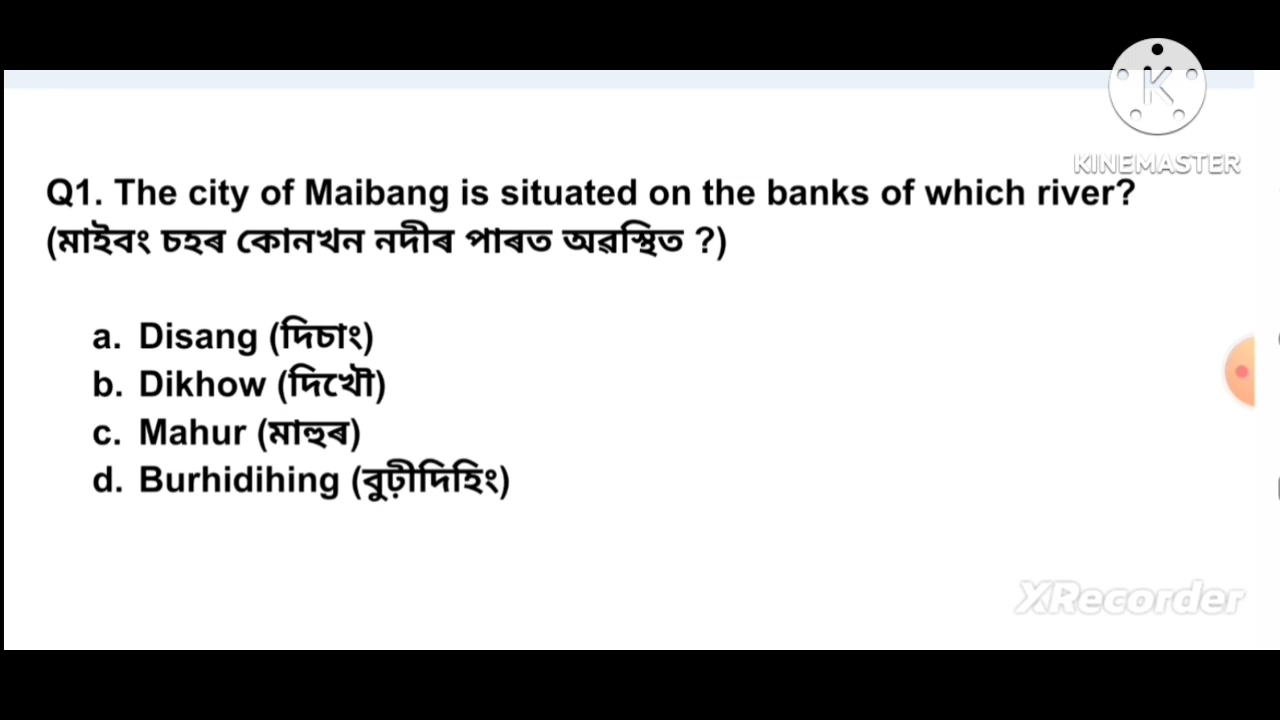 K
KINEMASTER
Q1. The city of Maibang is situated on the banks of which river?
(মাইবং চহৰ কোনখন নদীৰ পাৰত অৱস্থিত ?)
a. Disang (দিচাং)
b. Dikhow (দিখৌ)
c. Mahur (মাহুৰ)
d. Burhidihing (বুঢ়ীদিহিং)
XRecorder